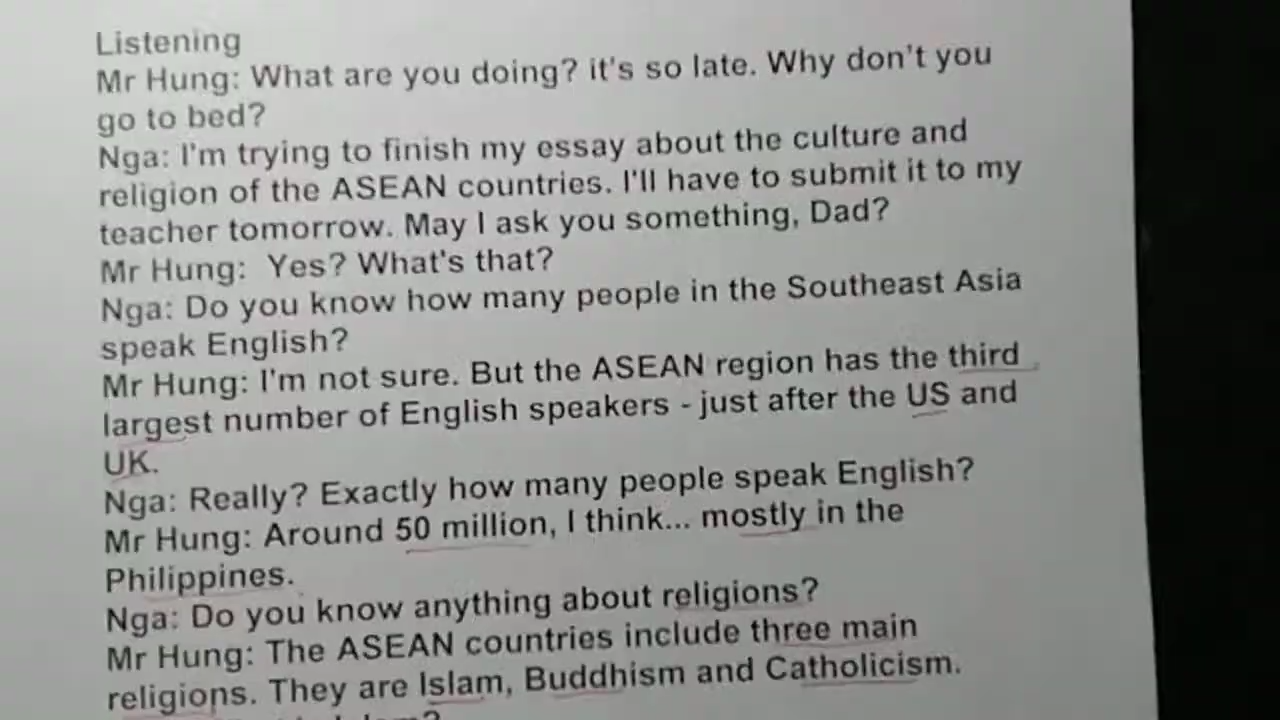 Listening
Mr Hung: What are you doing? it's so late. Why don't you
go to bed?
Nga: I'm trying to finish my essay about the culture and
religion of the ASEAN countries. I'll have to submit it to my
teacher tomorrow. May I ask you something, Dad?
Mr Hung: Yes? What's that?
Nga: Do you know how many people in the Southeast Asia
speak English?
Mr Hung: I'm not sure. But the ASEAN region has the third
largest number of English speakers - just after the US and
UK.
Nga: Really? Exactly how many people speak English?
Mr Hung: Around 50 million, I think... mostly in the
Philippines.
Nga: Do you know anything about religions?
Mr Hung: The ASEAN countries include three main
religions. They are Islam, Buddhism and Catholicism.